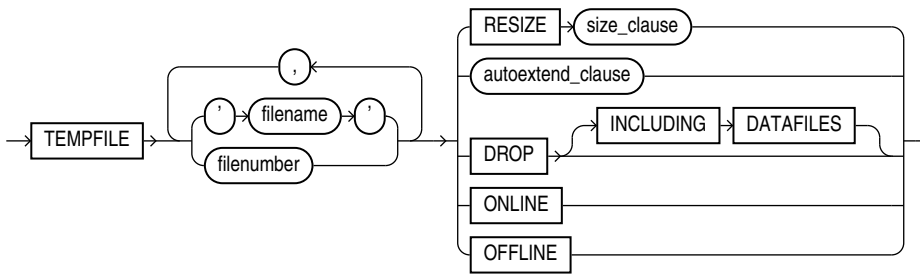 TEMPFILE
,
' filename '
filenumber
RESIZE size_clause
autoextend_clause
DROP INCLUDING DATAFILES
ONLINE
OFFLINE